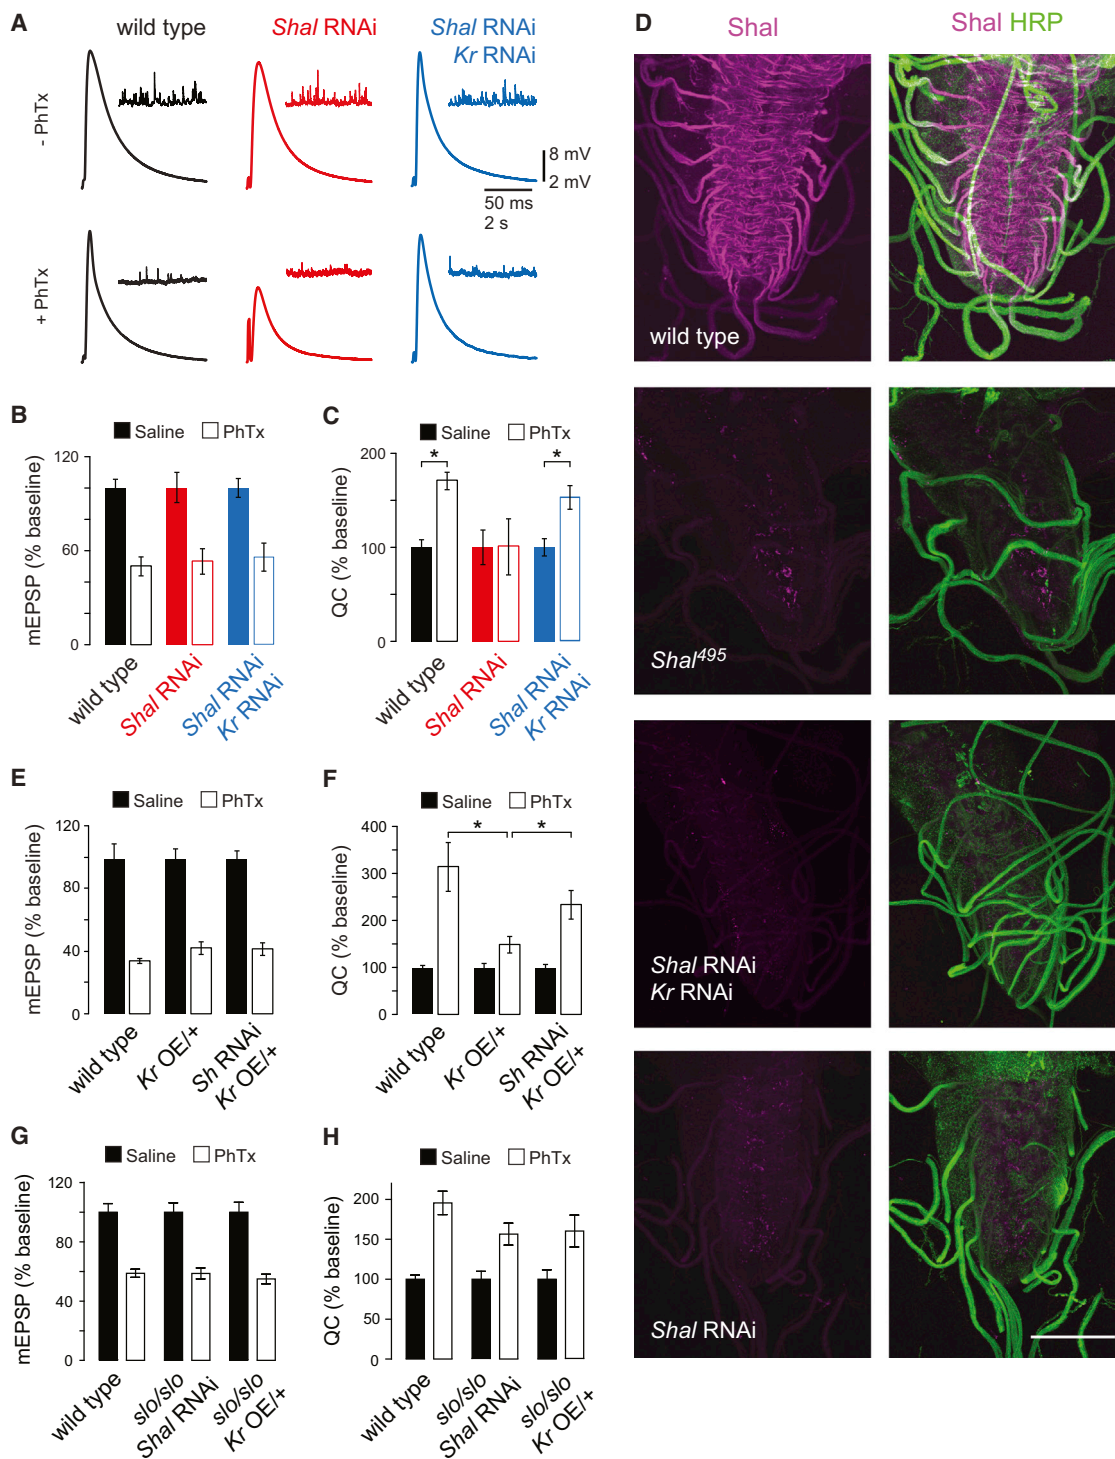 A
wild type
Shal RNAi
Shal RNAi
Kr RNAi
- PhTx
8 mV
2 mV
50 ms
2 s
+ PhTx
B
Saline
PhTx
mEPSP (% baseline)
120
60
0
wild type
Shal RNAi
Shal RNAi
Kr RNAi
C
Saline
PhTx
QC (% baseline)
200
100
0
*
*
wild type
Shal RNAi
Shal RNAi
Kr RNAi
D
Shal
Shal HRP
wild type
Shal495
Shal RNAi
Kr RNAi
Shal RNAi
E
Saline
PhTx
mEPSP (% baseline)
120
80
40
0
wild type
Kr OE/+
Sh RNAi
Kr OE/+
F
Saline
PhTx
QC (% baseline)
400
300
200
100
0
*
*
wild type
Kr OE/+
Sh RNAi
Kr OE/+
G
Saline
PhTx
mEPSP (% baseline)
120
80
40
0
wild type
slo/slo
Shal RNAi
slo/slo
Kr OE/+
H
Saline
PhTx
QC (% baseline)
200
150
100
50
0
wild type
slo/slo
Shal RNAi
slo/slo
Kr OE/+